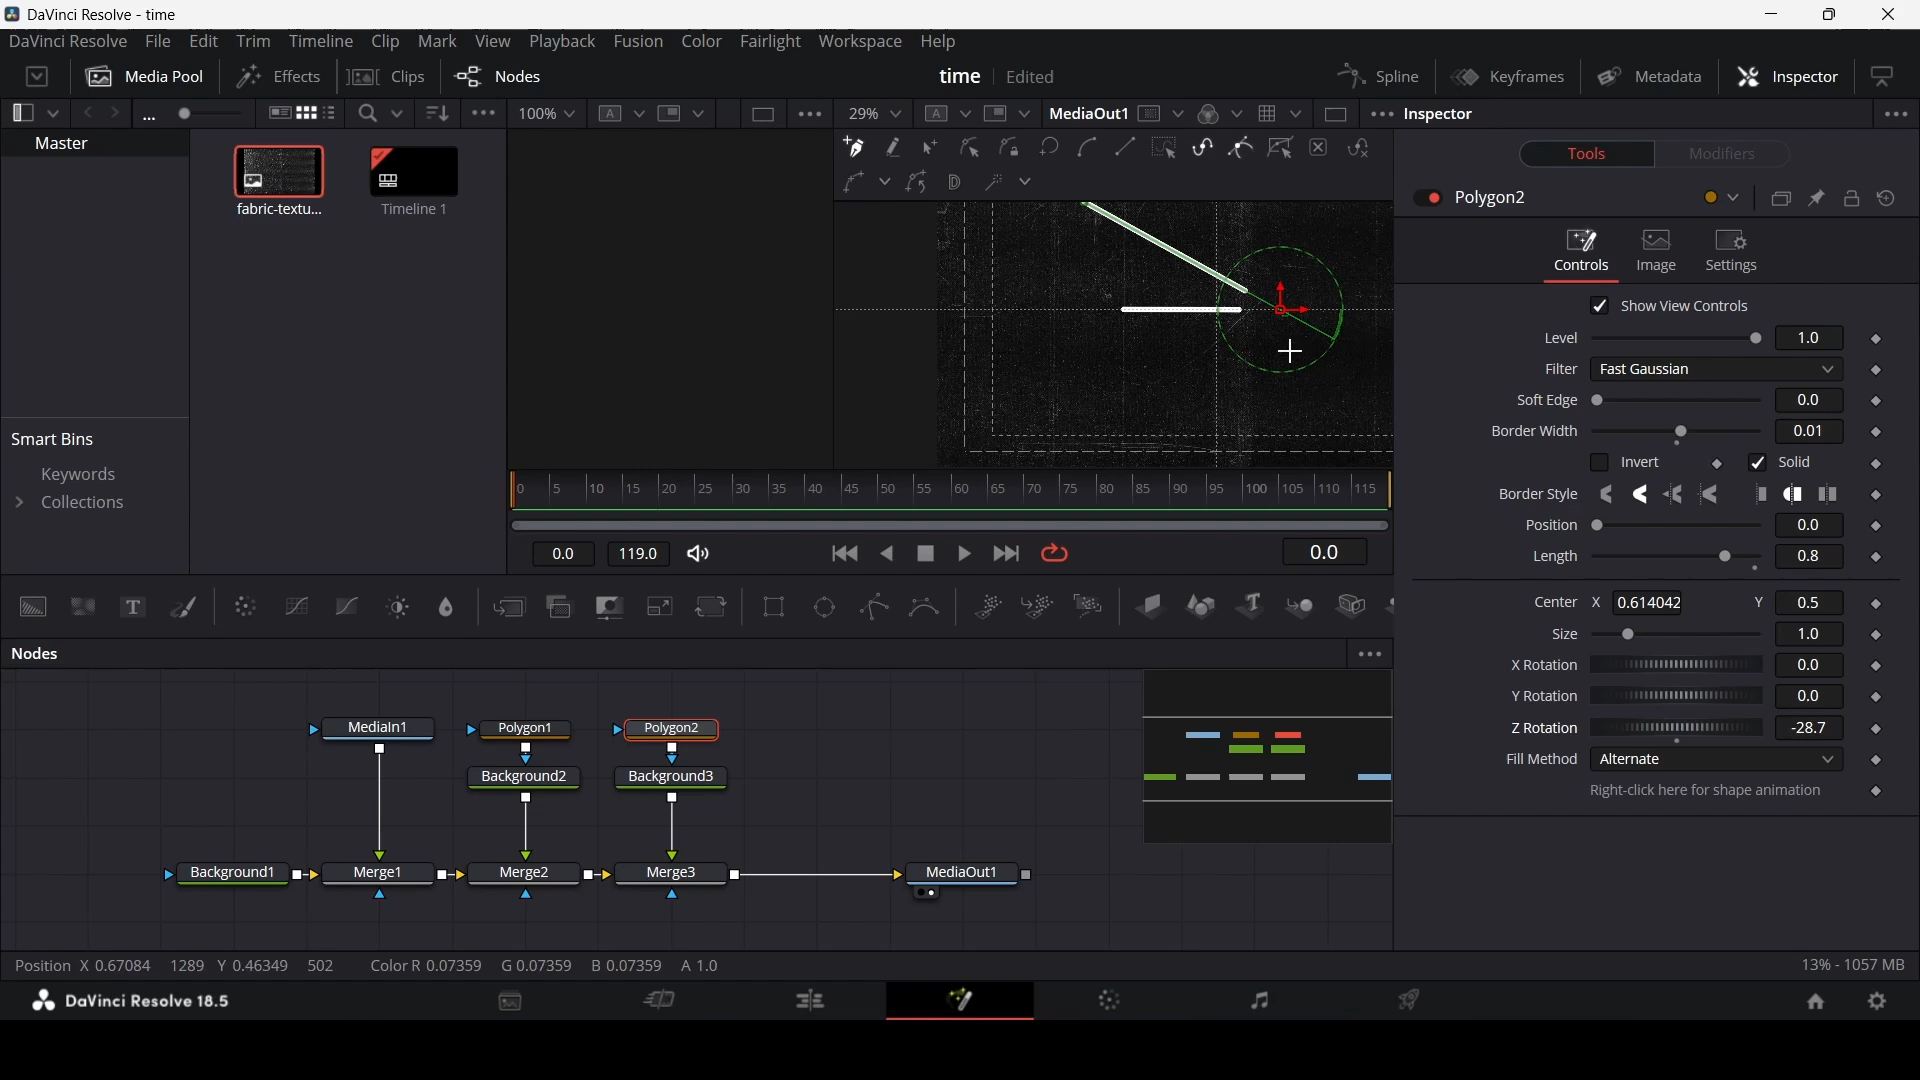 DaVinci Resolve - time
DaVinci Resolve File Edit Trim Timeline Clip Mark View Playback Fusion Color Fairlight Workspace Help
Media Pool Effects Clips Nodes time Edited Spline Keyframes Metadata Inspector
... 100% A 29% A MediaOut1 Inspector
Master
fabric-textu... Timeline 1
Tools Modifiers
Polygon2
Controls Image Settings
Show View Controls
Level 1.0
Filter Fast Gaussian
Soft Edge 0.0
Border Width 0.01
Invert Solid
Border Style
Position 0.0
Length 0.8
Center X 0.614042 Y 0.5
Size 1.0
X Rotation 0.0
Y Rotation 0.0
Z Rotation -28.7
Fill Method Alternate
Right-click here for shape animation
Smart Bins
Keywords
Collections
0 5 10 15 20 25 30 35 40 45 50 55 60 65 70 75 80 85 90 95 100 105 110 115
0.0 119.0 0.0
T
Nodes
MediaIn1 Polygon1 Polygon2
Background2 Background3
Background1 Merge1 Merge2 Merge3 MediaOut1
Position X 0.67084 1289 Y 0.46349 502 Color R 0.07359 G 0.07359 B 0.07359 A 1.0 13% - 1057 MB
DaVinci Resolve 18.5